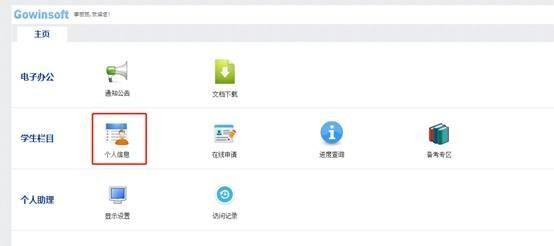 Gowinsoft
主页
电子办公
通知公告
文档下载
学生栏目
个人信息
在线申请
进度查询
备考专区
个人助理
显示设置
访问记录